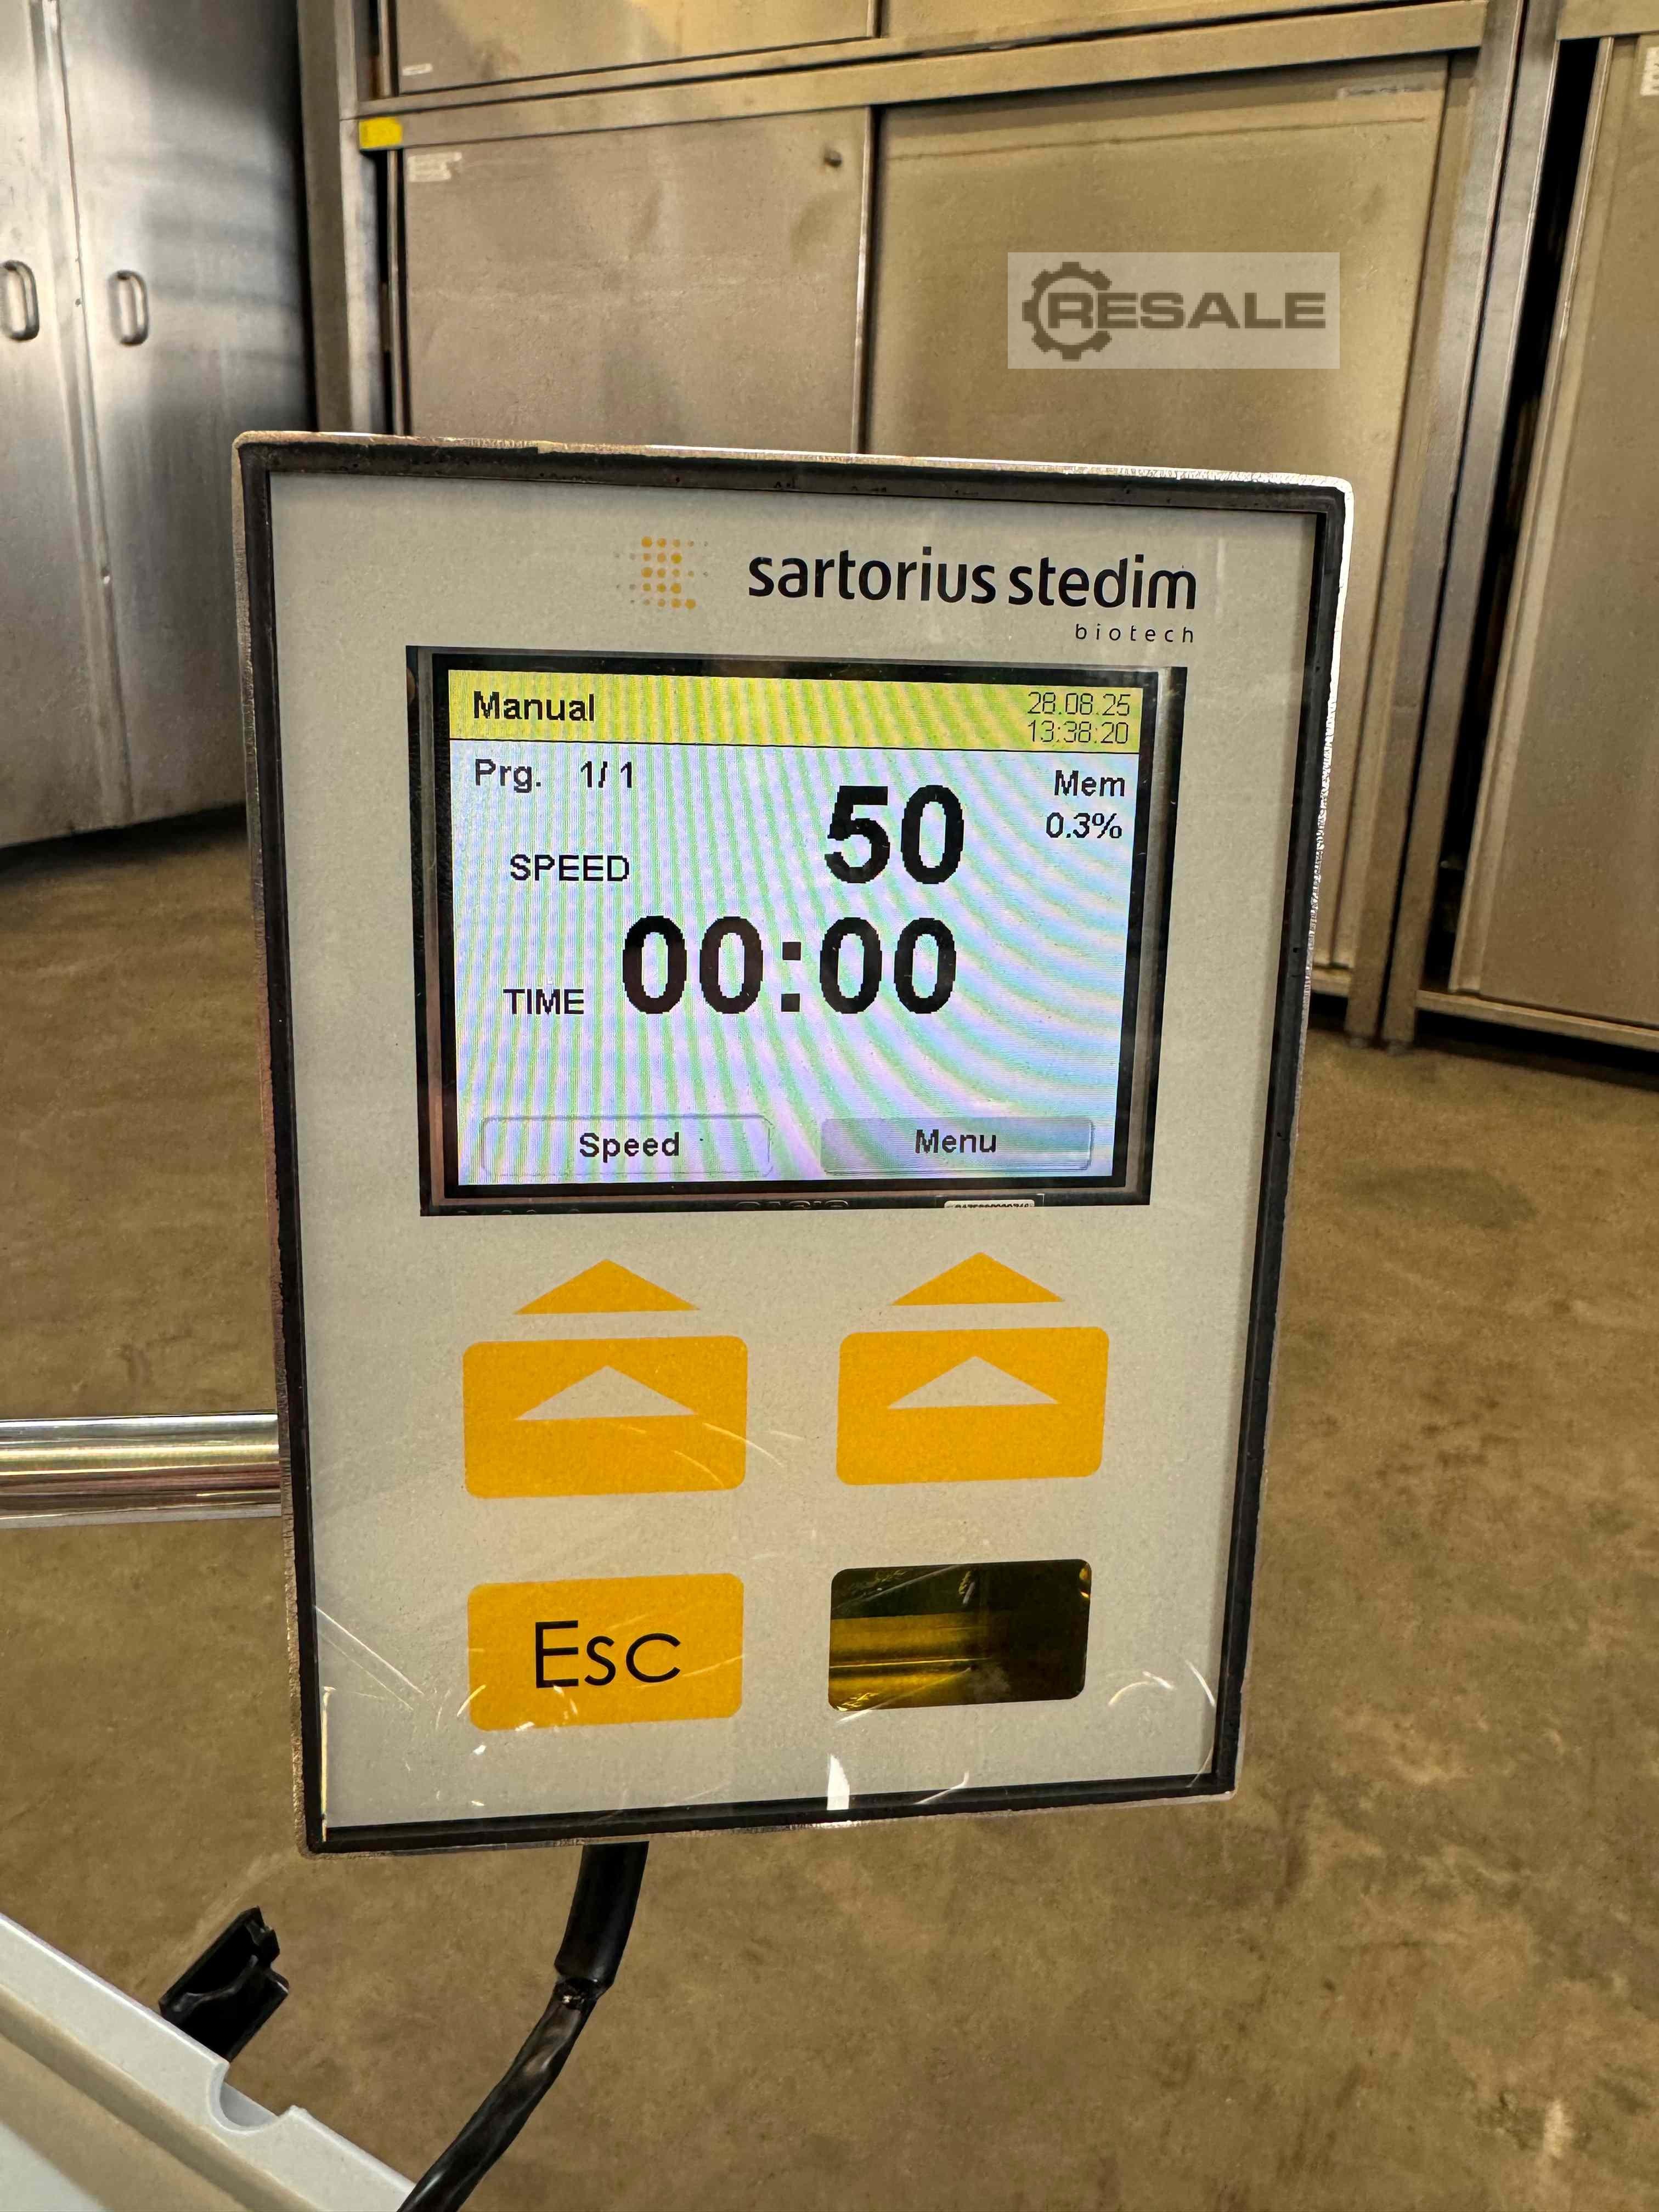 RESALE
sartorius stedim
biotech
Manual
28.08.25
13:38:20
Prg. 1/1
Mem
0.3%
SPEED 50
TIME 00:00
Speed
Menu
Esc